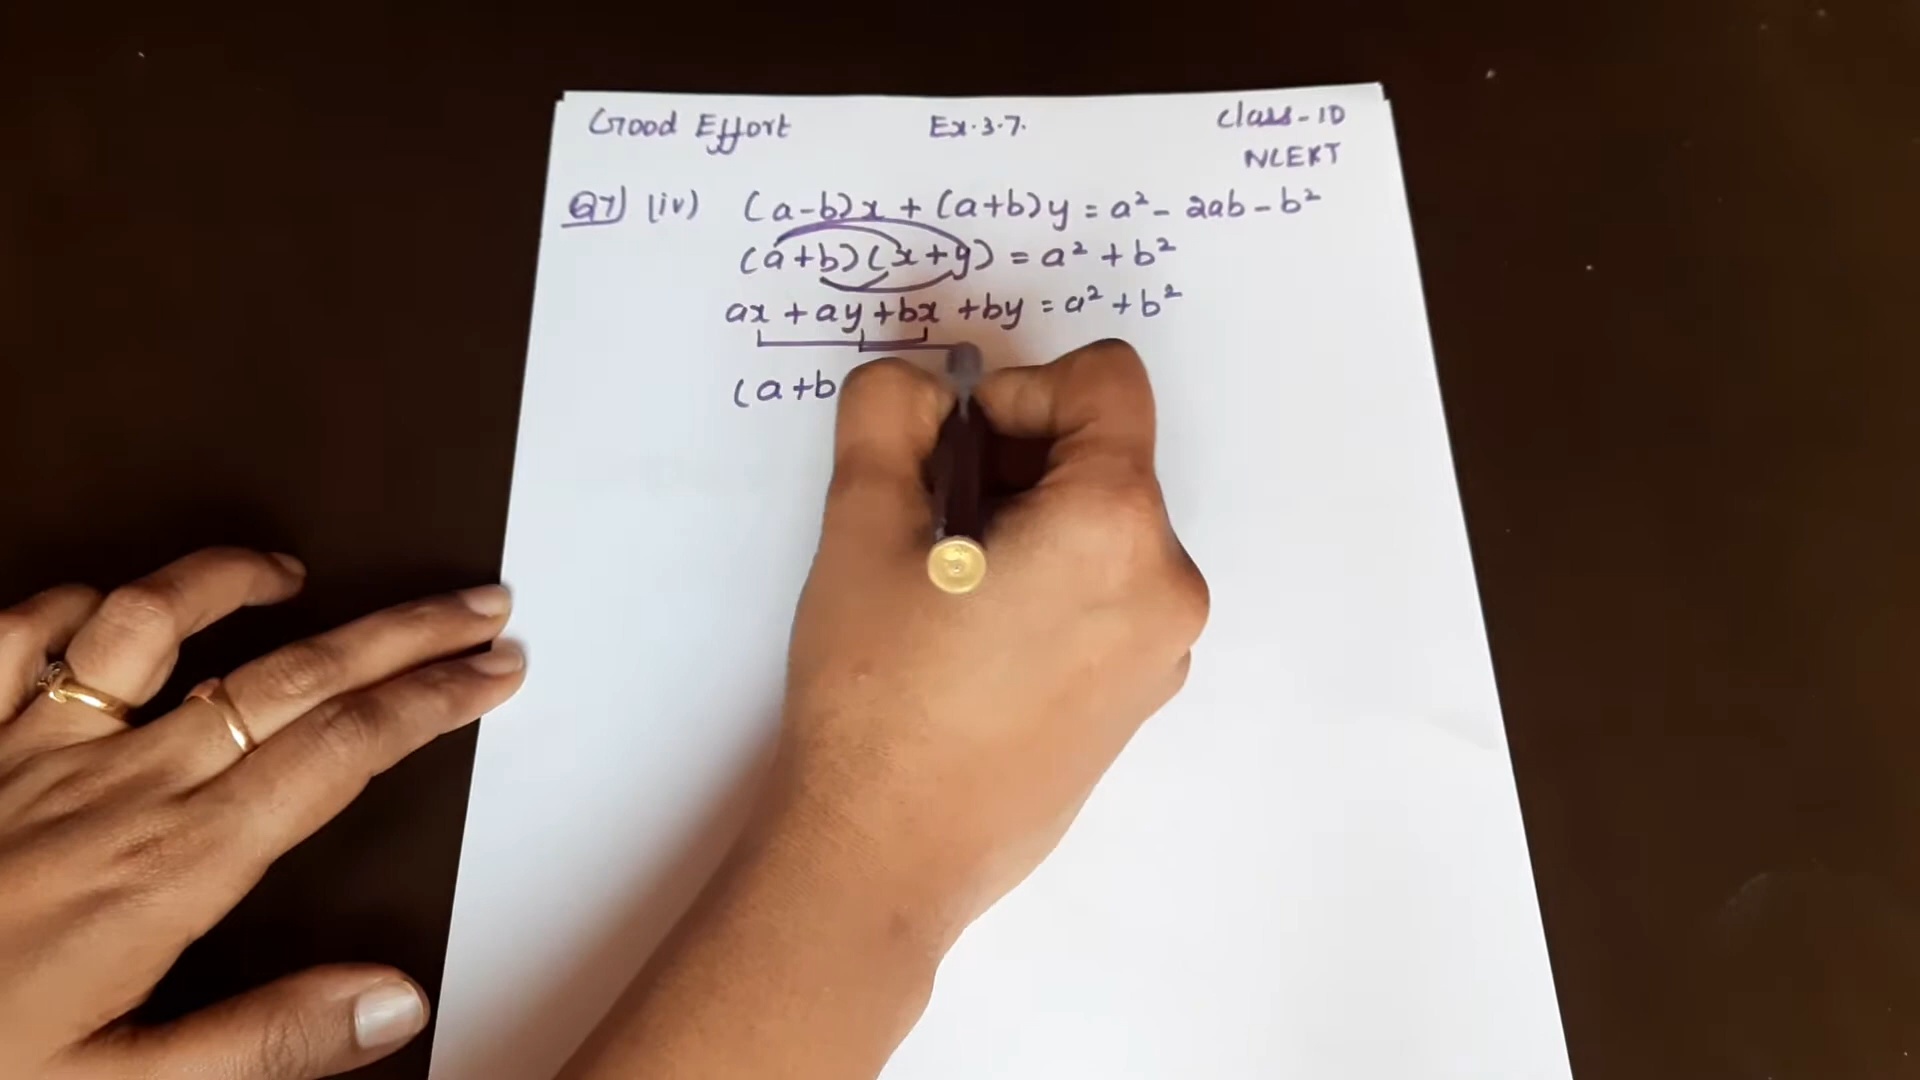 Good Effort Ex.3.7. Class-10
NCERT
Q7) (iv) (a-b)x + (a+b)y = a² - 2ab - b²
(a+b)(x+y) = a² + b²
ax + ay + bx + by = a² + b²
(a+b